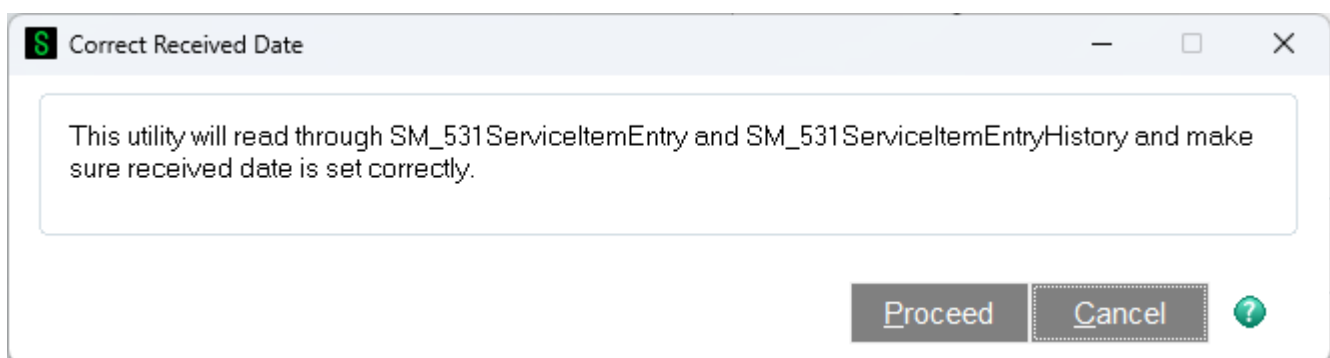 Correct Received Date
This utility will read through SM_531ServiceItemEntry and SM_531ServiceItemEntryHistory and make
sure received date is set correctly.
Proceed
Cancel